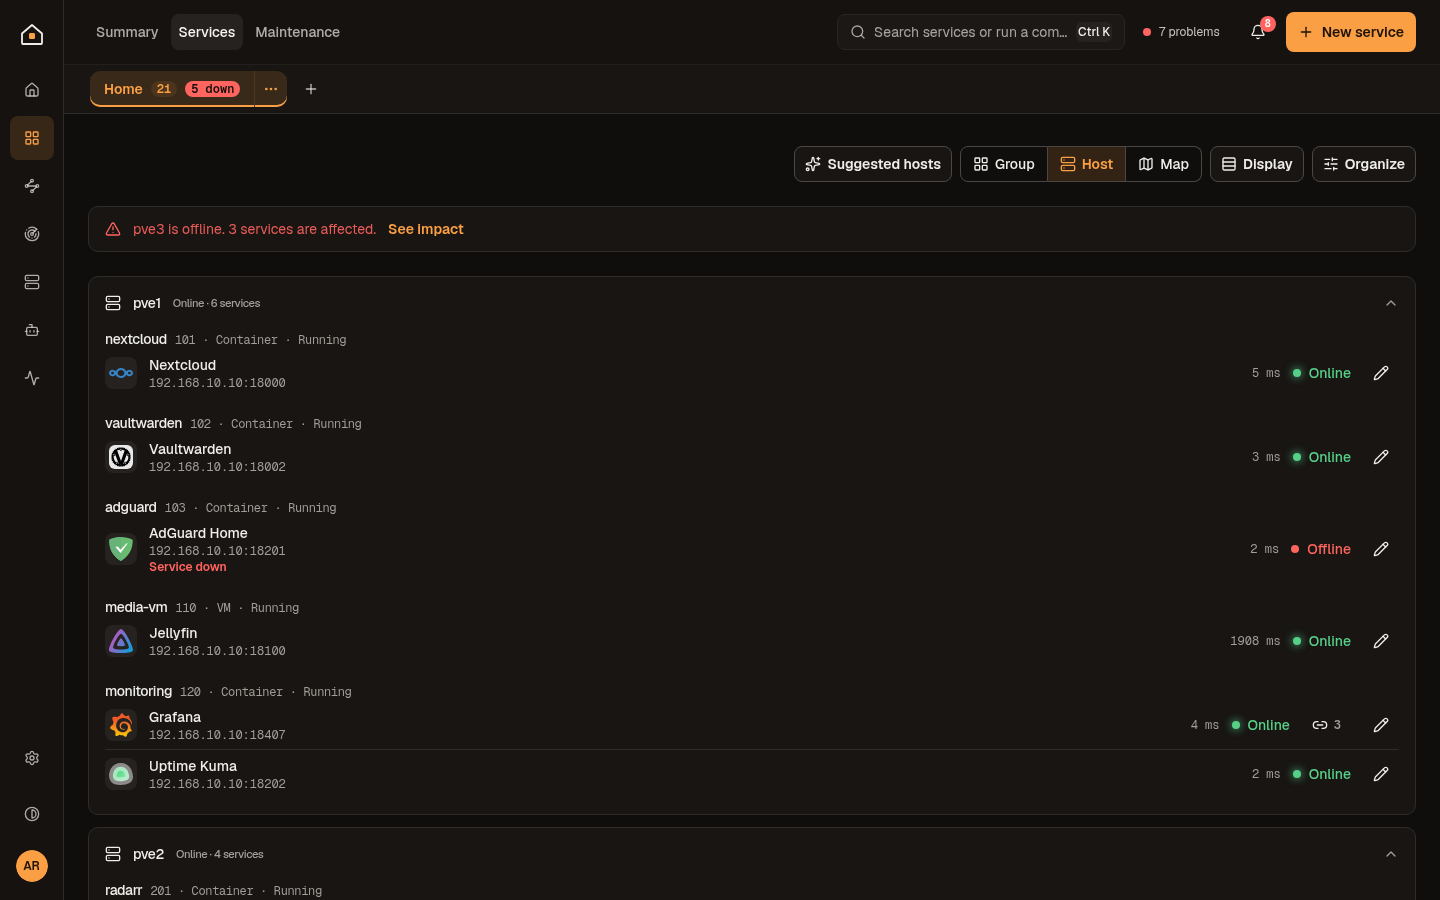 Summary
Services
Maintenance
Search services or run a com...
Ctrl K
7 problems
8
New service
Home 21 5 down
Suggested hosts
Group
Host
Map
Display
Organize
pve3 is offline. 3 services are affected. See impact
pve1 Online · 6 services
nextcloud 101 · Container · Running
Nextcloud
192.168.10.10:18000
5 ms Online
vaultwarden 102 · Container · Running
Vaultwarden
192.168.10.10:18002
3 ms Online
adguard 103 · Container · Running
AdGuard Home
192.168.10.10:18201
Service down
2 ms Offline
media-vm 110 · VM · Running
Jellyfin
192.168.10.10:18100
1908 ms Online
monitoring 120 · Container · Running
Grafana
192.168.10.10:18407
4 ms Online 3
Uptime Kuma
192.168.10.10:18202
2 ms Online
pve2 Online · 4 services
radarr 201 · Container · Running
AR